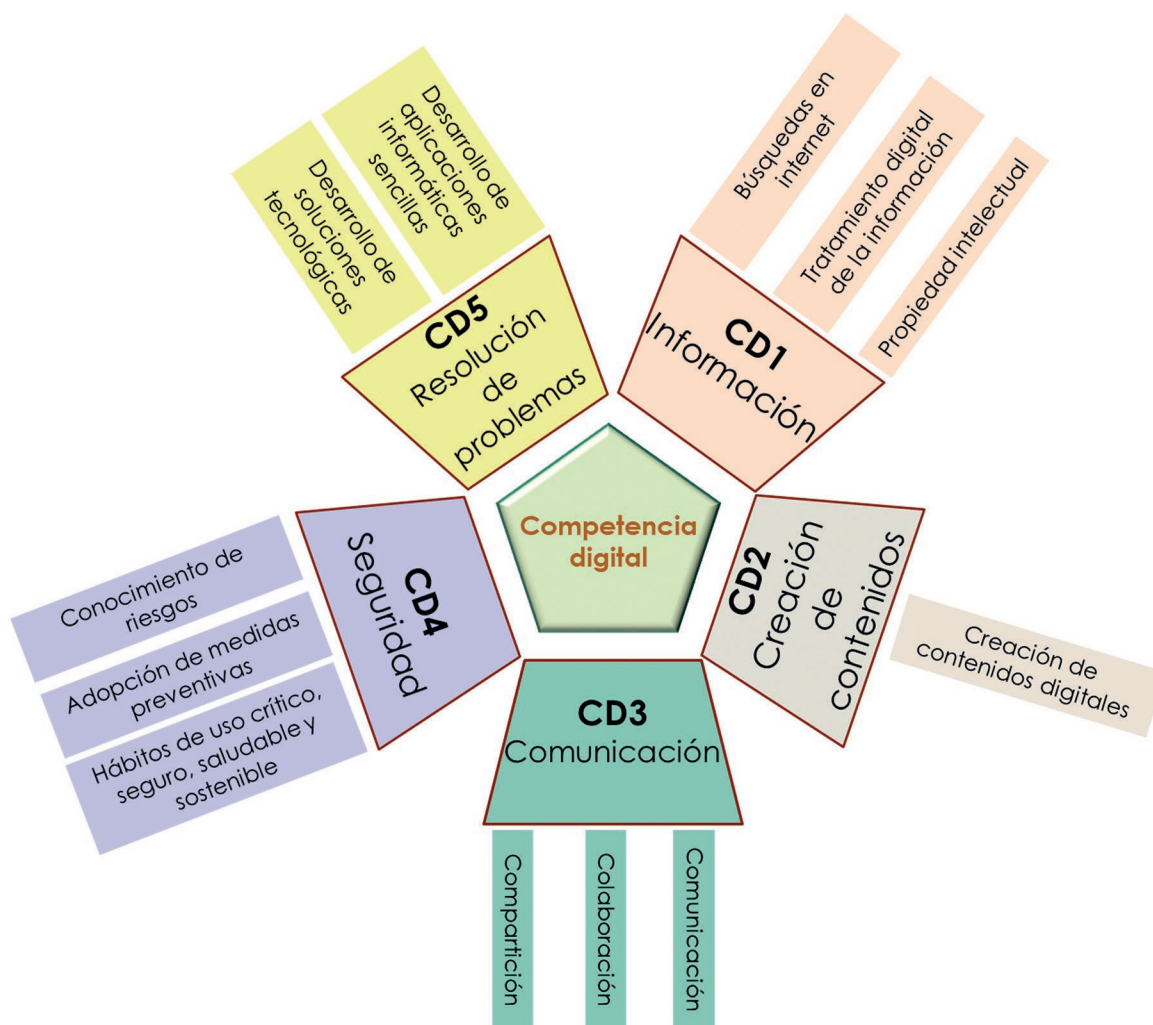 Competencia
digital
CD1
Información
Búsquedas en
internet
Tratamiento digital
de la información
Propiedad intelectual
CD2
Creación
de
contenidos
Creación de
contenidos digitales
CD3
Comunicación
Compartición
Colaboración
Comunicación
CD4
Seguridad
Conocimiento de
riesgos
Adopción de medidas
preventivas
Hábitos de uso crítico,
seguro, saludable y
sostenible
CD5
Resolución
de
problemas
Desarrollo de
soluciones
tecnológicas
Desarrollo de
aplicaciones
informáticas
sencillas